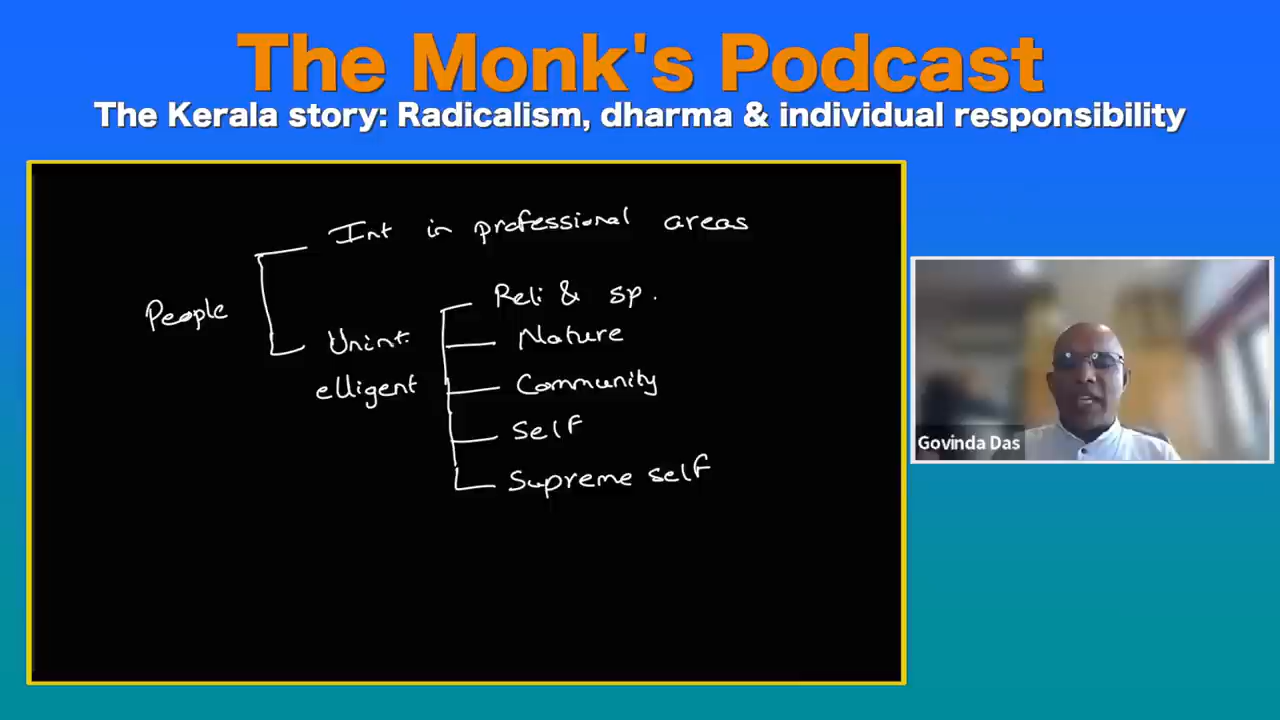 The Monk's Podcast
The Kerala story: Radicalism, dharma & individual responsibility
Int in professional areas
People
Unint
elligent
Reli & sp.
Nature
Community
Self
Supreme self
Govinda Das